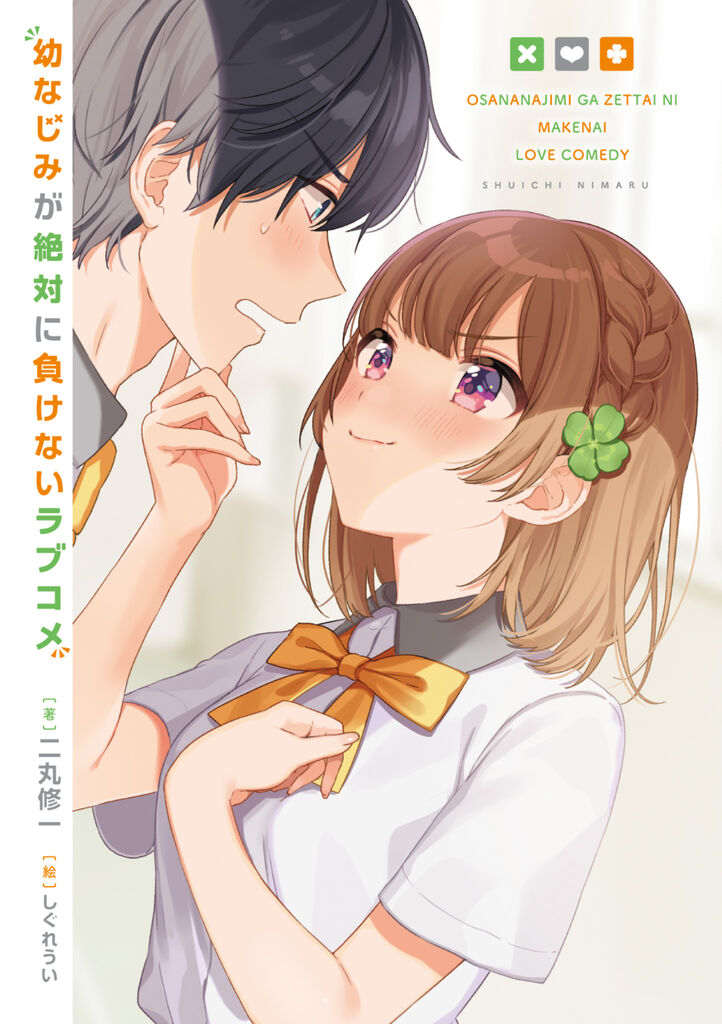 幼なじみが絶対に負けないラブコメ
[著]二丸修一
[絵]しぐれうい
OSANANAJIMI GA ZETTAI NI
MAKENAI
LOVE COMEDY
SHUICHI NIMARU